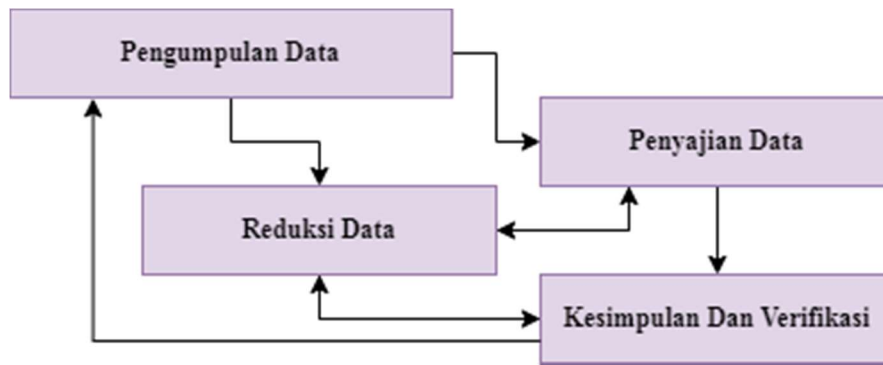 Pengumpulan Data
Penyajian Data
Reduksi Data
Kesimpulan Dan Verifikasi